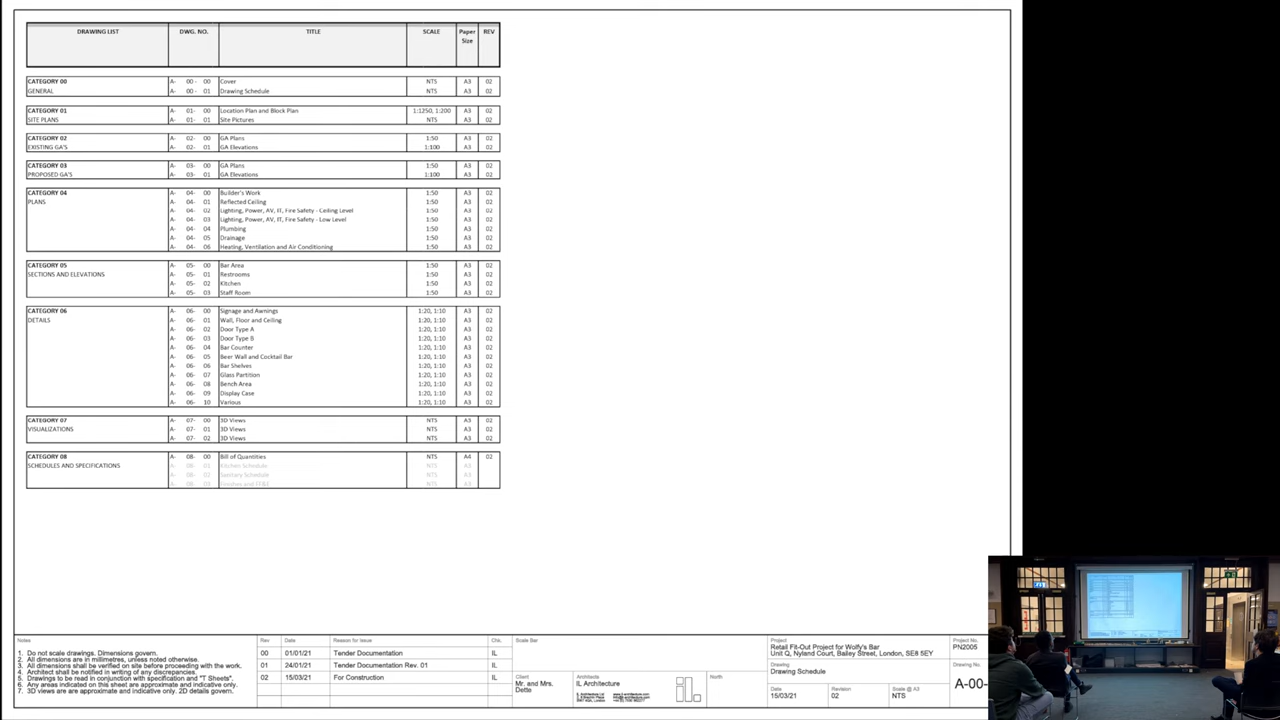 DRAWING LIST DWG. NO. TITLE SCALE Paper Size REV
CATEGORY 00 A- 00 - 00 Cover NTS A3 02
GENERAL A- 00 - 01 Drawing Schedule NTS A3 02
CATEGORY 01 A- 01- 00 Location Plan and Block Plan 1:1250, 1:200 A3 02
SITE PLANS A- 01- 01 Site Pictures NTS A3 02
CATEGORY 02 A- 02- 00 GA Plans 1:50 A3 02
EXISTING GA'S A- 02- 01 GA Elevations 1:100 A3 02
CATEGORY 03 A- 03- 00 GA Plans 1:50 A3 02
PROPOSED GA'S A- 03- 01 GA Elevations 1:100 A3 02
CATEGORY 04 A- 04- 00 Builder's Work 1:50 A3 02
PLANS A- 04- 01 Reflected Ceiling 1:50 A3 02
A- 04- 02 Lighting, Power, AV, IT, Fire Safety - Ceiling Level 1:50 A3 02
A- 04- 03 Lighting, Power, AV, IT, Fire Safety - Low Level 1:50 A3 02
A- 04- 04 Plumbing 1:50 A3 02
A- 04- 05 Drainage 1:50 A3 02
A- 04- 06 Heating, Ventilation and Air Conditioning 1:50 A3 02
CATEGORY 05 A- 05- 00 Bar Area 1:50 A3 02
SECTIONS AND ELEVATIONS A- 05- 01 Restrooms 1:50 A3 02
A- 05- 02 Kitchen 1:50 A3 02
A- 05- 03 Staff Room 1:50 A3 02
CATEGORY 06 A- 06- 00 Signage and Awnings 1:20, 1:10 A3 02
DETAILS A- 06- 01 Wall, Floor and Ceiling 1:20, 1:10 A3 02
A- 06- 02 Door Type A 1:20, 1:10 A3 02
A- 06- 03 Door Type B 1:20, 1:10 A3 02
A- 06- 04 Bar Counter 1:20, 1:10 A3 02
A- 06- 05 Beer Wall and Cocktail Bar 1:20, 1:10 A3 02
A- 06- 06 Bar Shelves 1:20, 1:10 A3 02
A- 06- 07 Glass Partition 1:20, 1:10 A3 02
A- 06- 08 Bench Area 1:20, 1:10 A3 02
A- 06- 09 Display Case 1:20, 1:10 A3 02
A- 06- 10 Various 1:20, 1:10 A3 02
CATEGORY 07 A- 07- 00 3D Views NTS A3 02
VISUALIZATIONS A- 07- 01 3D Views NTS A3 02
A- 07- 02 3D Views NTS A3 02
CATEGORY 08 A- 08- 00 Bill of Quantities NTS A4 02
SCHEDULES AND SPECIFICATIONS A- 08- 01 Kitchen Schedule NTS A3
A- 08- 02 Sanitary Schedule NTS A3
A- 08- 03 Finishes and NTS A3
Notes
1. Do not scale drawings. Dimensions govern.
2. All dimensions are in millimetres, unless noted otherwise.
3. All dimensions shall be verified on site before proceeding with the work.
4. Architect shall be notified in writing of any discrepancies.
5. Drawings to be read in conjunction with specification and "T Sheets".
6. Any areas indicated on this sheet are approximate and indicative only.
7. 3D views are are approximate and indicative only. 2D details govern.
Rev Date Reason for Issue Chk.
00 01/01/21 Tender Documentation IL
01 24/01/21 Tender Documentation Rev. 01 IL
02 15/03/21 For Construction IL
Scale Bar
Client
Mr. and Mrs.
Dette
Architects
IL Architecture
North
Project
Retail Fit-Out Project for Wolfy's Bar
Unit Q, Nyland Court, Bailey Street, London, SE8 5EY
Drawing
Drawing Schedule
Date
15/03/21
Revision
02
Scale @ A3
NTS
Project No.
PN2005
Drawing No.
A-00-